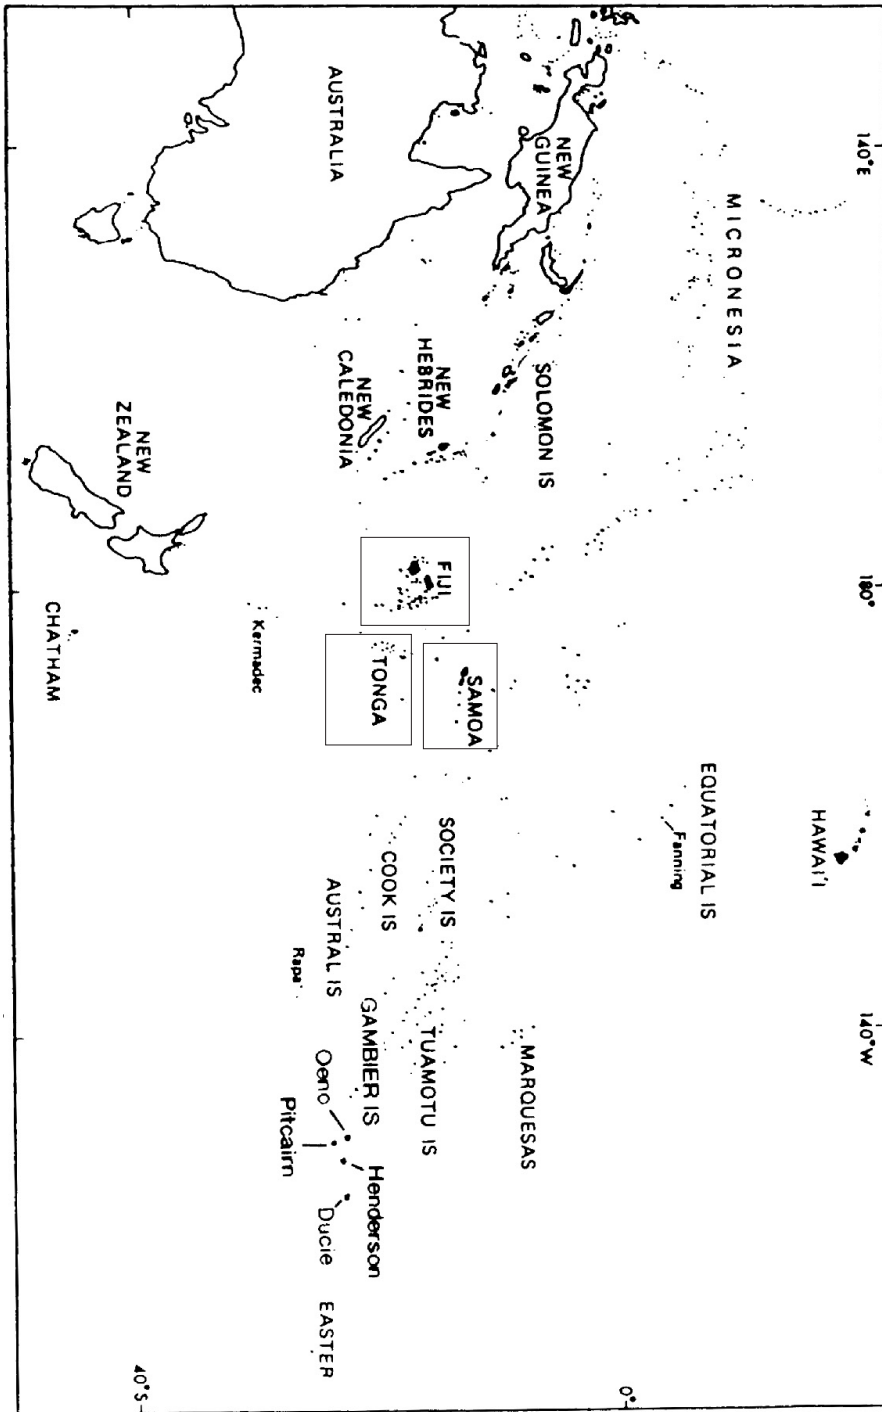 140°E
180°
140°W
MICRONESIA
HAWAI'I
EQUATORIAL IS
Fanning
NEW
GUINEA
SOLOMON IS
MARQUESAS
AUSTRALIA
NEW
HEBRIDES
NEW
CALEDONIA
FIJI
SAMOA
TONGA
SOCIETY IS
COOK IS
TUAMOTU IS
AUSTRAL IS
GAMBIER IS
Rapa
Oeno
Henderson
Pitcairn
Ducie
EASTER
Kermadec
NEW
ZEALAND
CHATHAM
0°
40°S